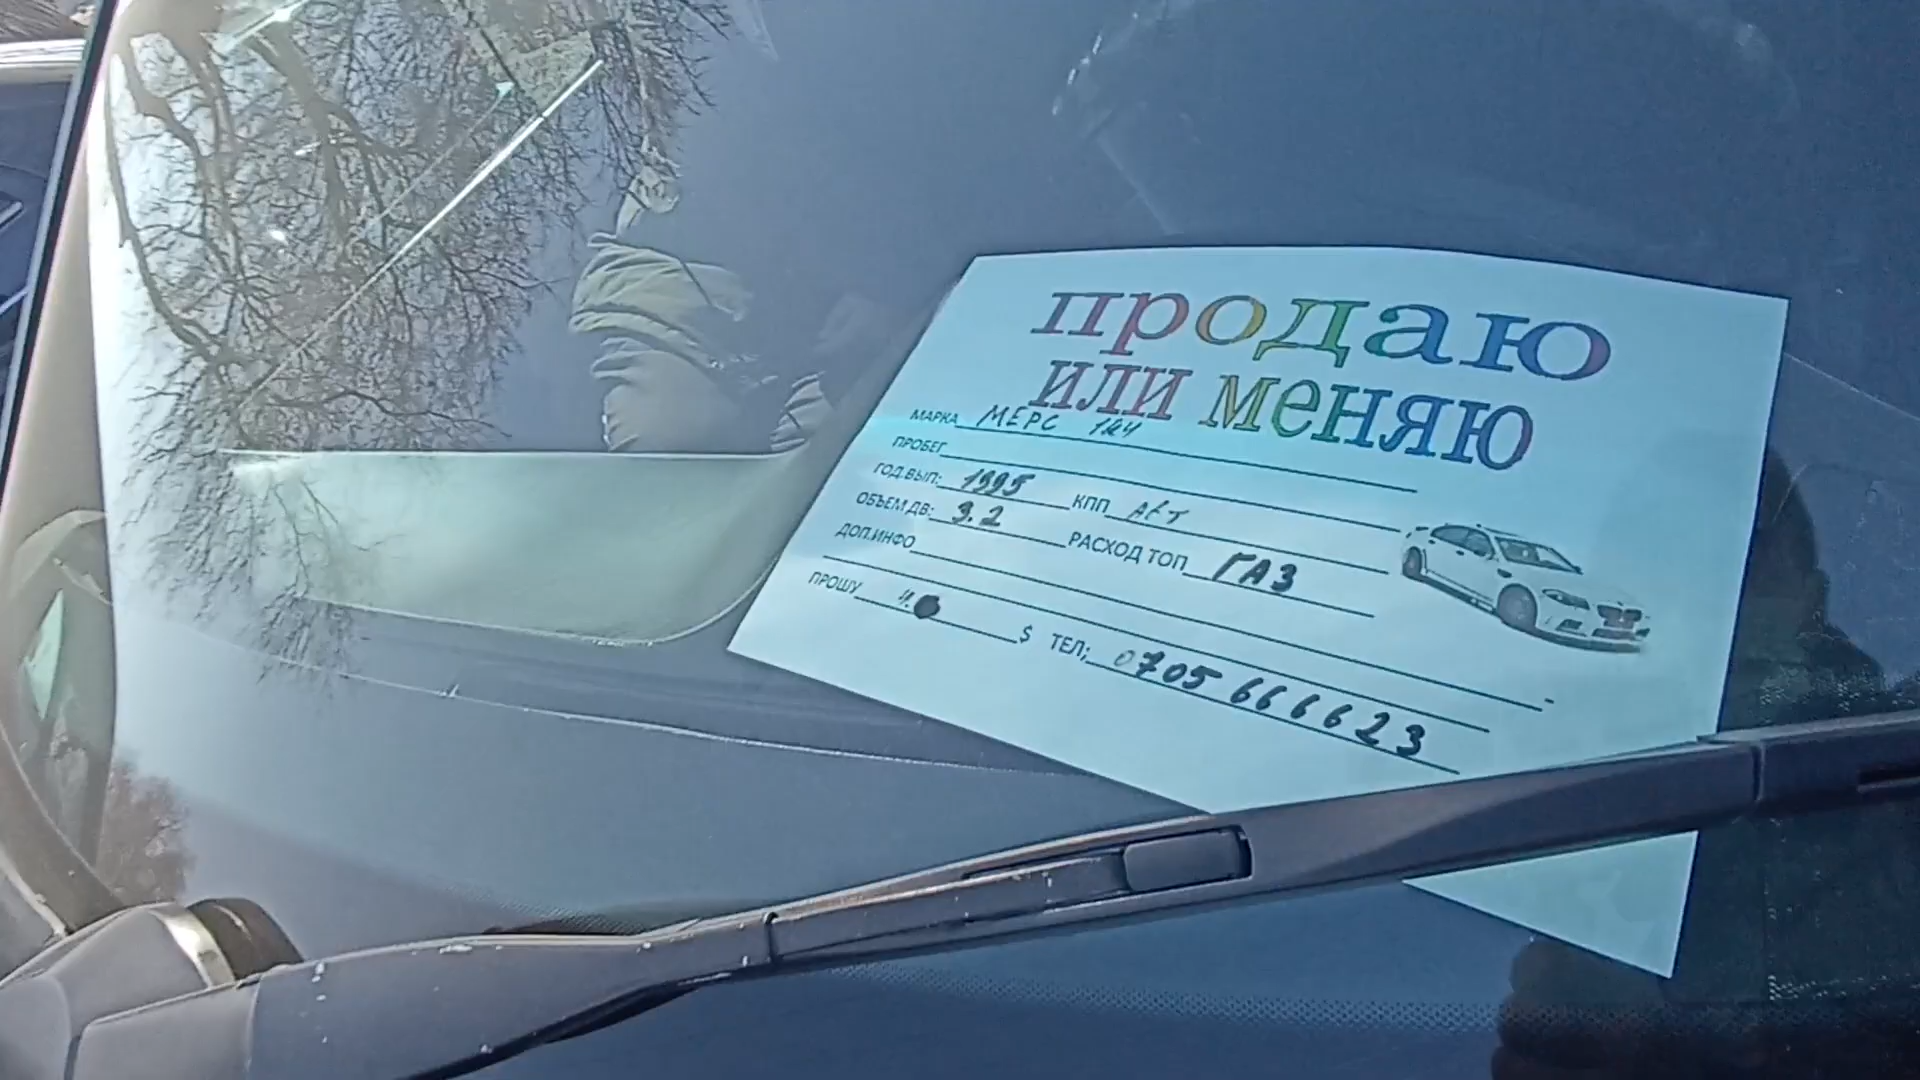 продаю
или меняю
МАРКА МЕРС 124
ПРОБЕГ
ГОД.ВЫП: 1995 КПП АВТ
ОБЪЕМ ДВ: 3.2 РАСХОД ТОП ГАЗ
ДОП.ИНФО
ПРОШУ $ ТЕЛ; 0705 666623